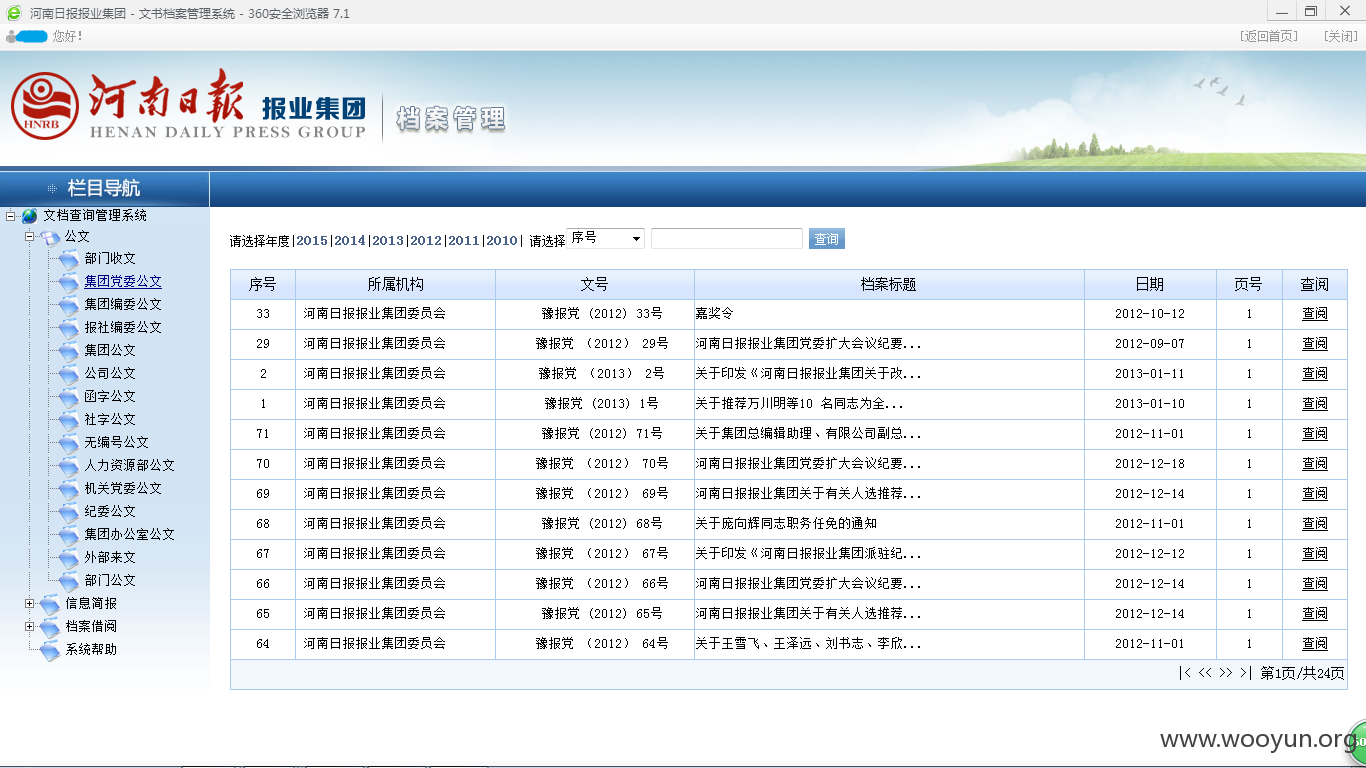 河南日报报业集团 - 文书档案管理系统 - 360安全浏览器 7.1
您好! [返回首页] [关闭]
HNRB 河南日报 报业集团 档案管理
HENAN DAILY PRESS GROUP
栏目导航
文档查询管理系统
公文
部门收文
集团党委公文
集团编委公文
报社编委公文
集团公文
公司公文
函字公文
社字公文
无编号公文
人力资源部公文
机关党委公文
纪委公文
集团办公室公文
外部来文
部门公文
信息简报
档案借阅
系统帮助
请选择年度|2015|2014|2013|2012|2011|2010| 请选择 序号 查询
序号 所属机构 文号 档案标题 日期 页号 查阅
33 河南日报报业集团委员会 豫报党 (2012) 33号 嘉奖令 2012-10-12 1 查阅
29 河南日报报业集团委员会 豫报党 （2012） 29号 河南日报报业集团党委扩大会议纪要... 2012-09-07 1 查阅
2 河南日报报业集团委员会 豫报党 （2013） 2号 关于印发《河南日报报业集团关于改... 2013-01-11 1 查阅
1 河南日报报业集团委员会 豫报党 (2013) 1号 关于推荐万川明等10 名同志为全... 2013-01-10 1 查阅
71 河南日报报业集团委员会 豫报党 (2012) 71号 关于集团总编辑助理、有限公司副总... 2012-11-01 1 查阅
70 河南日报报业集团委员会 豫报党 （2012） 70号 河南日报报业集团党委扩大会议纪要... 2012-12-18 1 查阅
69 河南日报报业集团委员会 豫报党 （2012） 69号 河南日报报业集团关于有关人选推荐... 2012-12-14 1 查阅
68 河南日报报业集团委员会 豫报党 (2012) 68号 关于庞向辉同志职务任免的通知 2012-11-01 1 查阅
67 河南日报报业集团委员会 豫报党 （2012） 67号 关于印发《河南日报报业集团派驻纪... 2012-12-12 1 查阅
66 河南日报报业集团委员会 豫报党 （2012） 66号 河南日报报业集团党委扩大会议纪要... 2012-12-14 1 查阅
65 河南日报报业集团委员会 豫报党 (2012) 65号 河南日报报业集团关于有关人选推荐... 2012-12-14 1 查阅
64 河南日报报业集团委员会 豫报党 （2012） 64号 关于王雪飞、王泽远、刘书志、李欣... 2012-11-01 1 查阅
|< << >> >| 第1页/共24页
www.wooyun.org